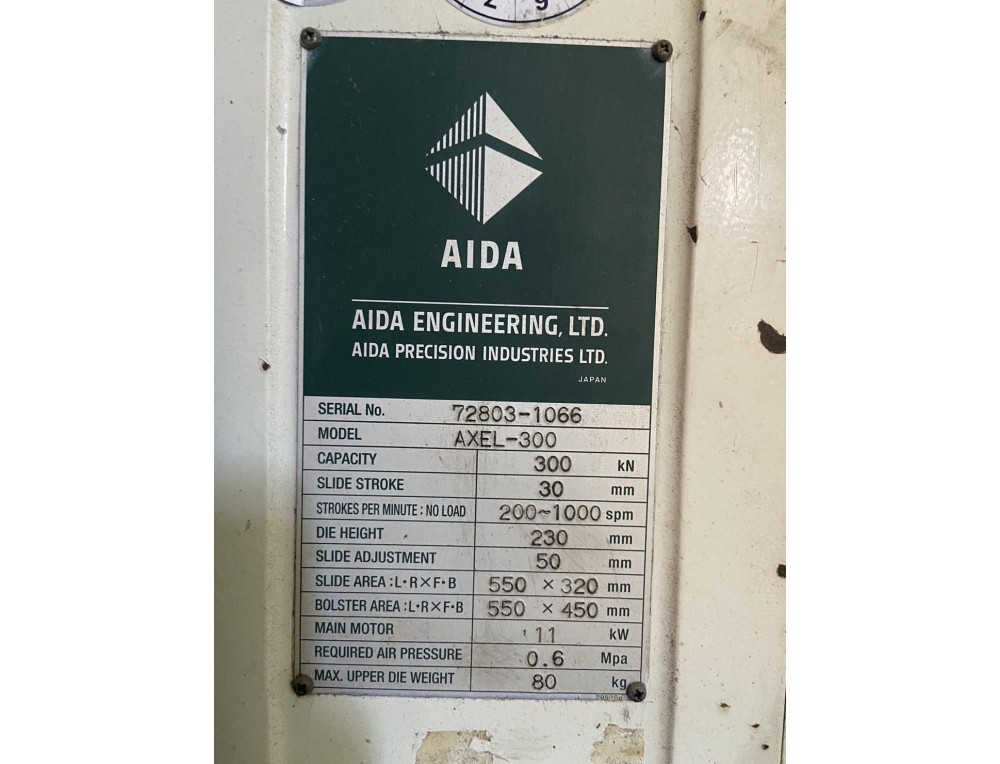 2 9
AIDA
AIDA ENGINEERING, LTD.
AIDA PRECISION INDUSTRIES LTD.
JAPAN
SERIAL No. 72803-1066
MODEL AXEL-300
CAPACITY 300 kN
SLIDE STROKE 30 mm
STROKES PER MINUTE : NO LOAD 200~1000 spm
DIE HEIGHT 230 mm
SLIDE ADJUSTMENT 50 mm
SLIDE AREA : L·R×F·B 550 × 320 mm
BOLSTER AREA : L·R×F·B 550 × 450 mm
MAIN MOTOR 11 kW
REQUIRED AIR PRESSURE 0.6 Mpa
MAX. UPPER DIE WEIGHT 80 kg